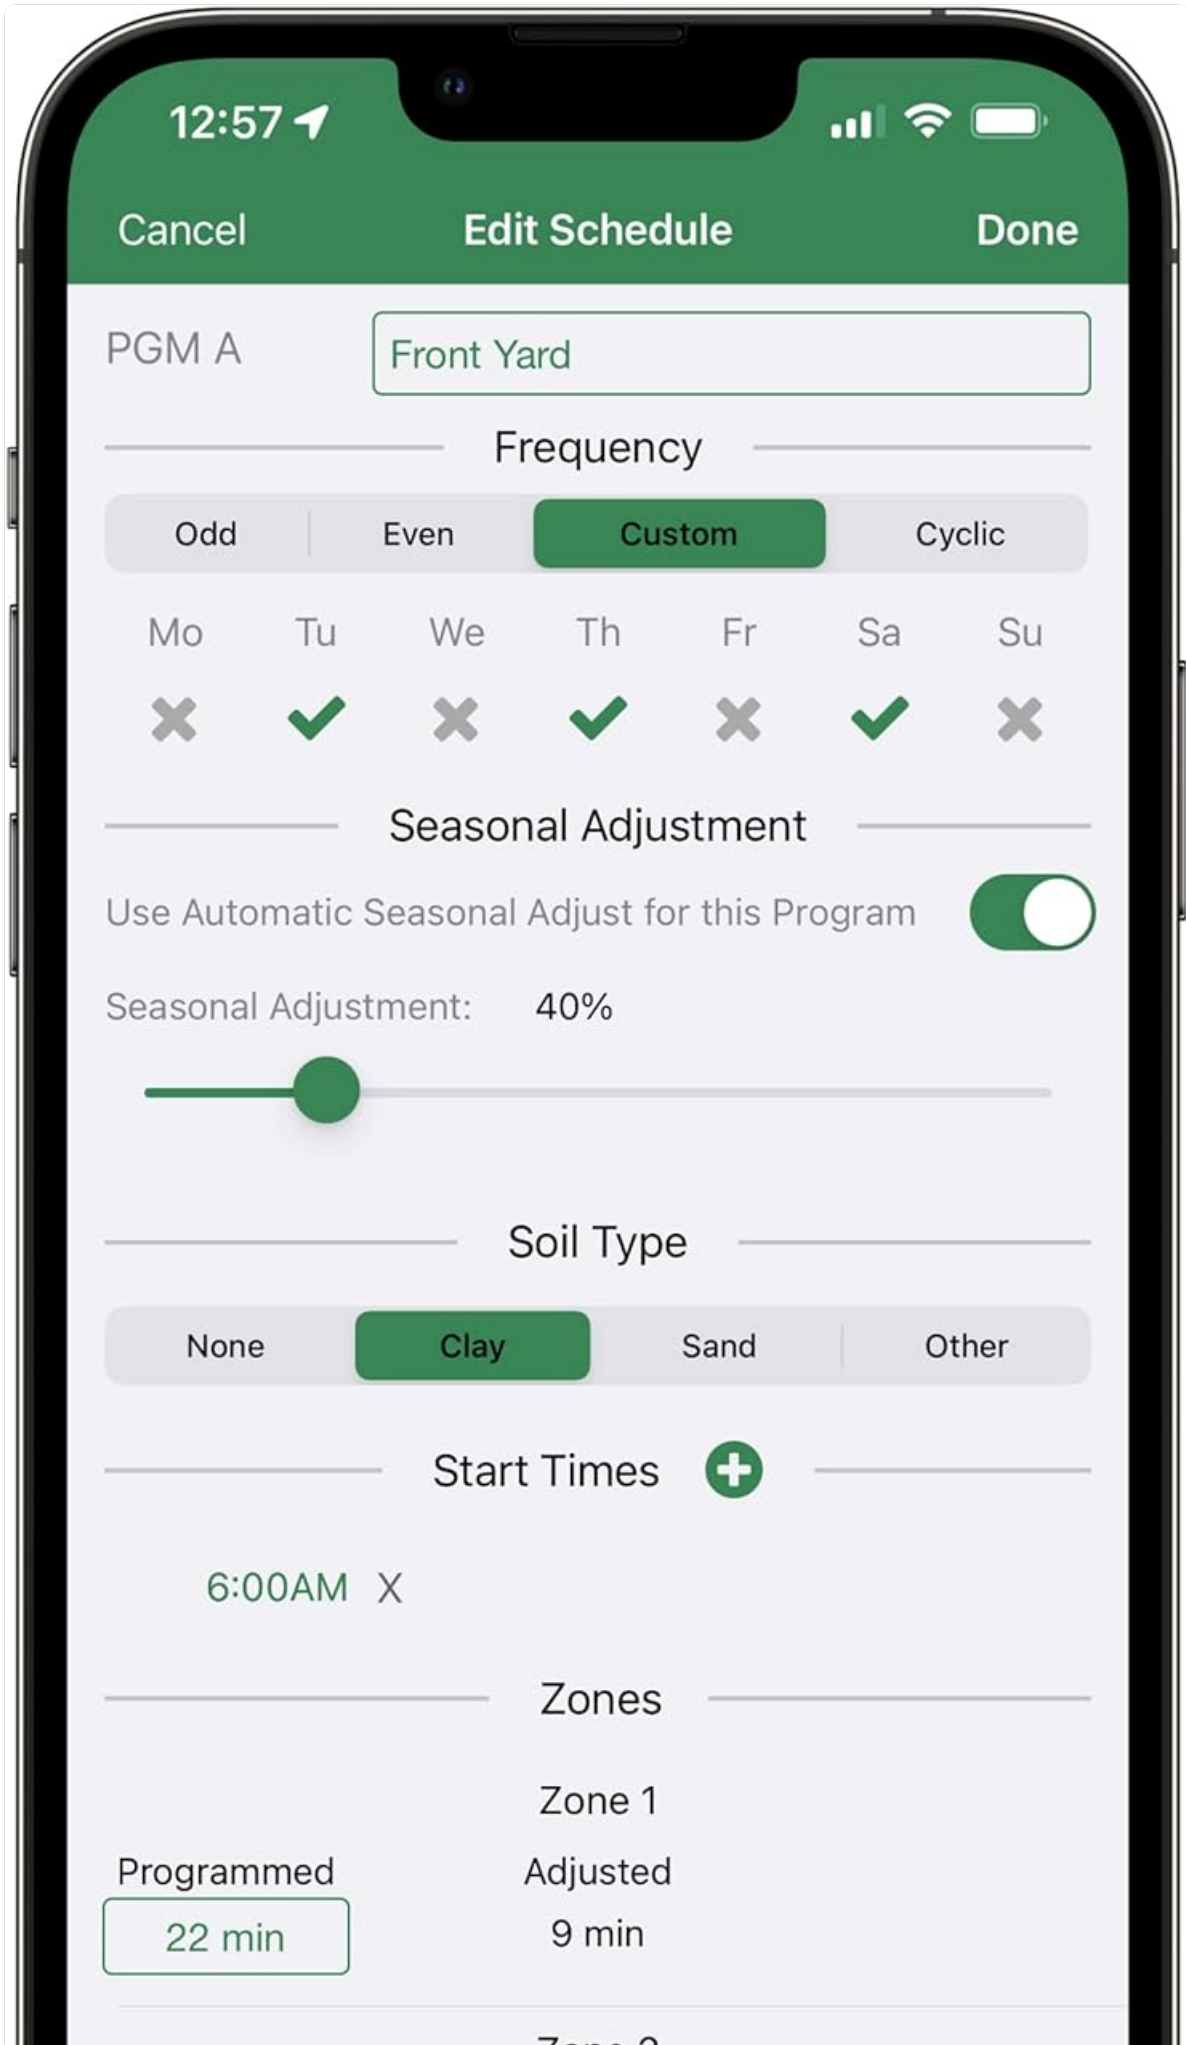 12:57
Cancel Edit Schedule Done
PGM A Front Yard
Frequency
Odd Even Custom Cyclic
Mo Tu We Th Fr Sa Su
Seasonal Adjustment
Use Automatic Seasonal Adjust for this Program
Seasonal Adjustment: 40%
Soil Type
None Clay Sand Other
Start Times
6:00AM X
Zones
Zone 1
Programmed Adjusted
22 min 9 min